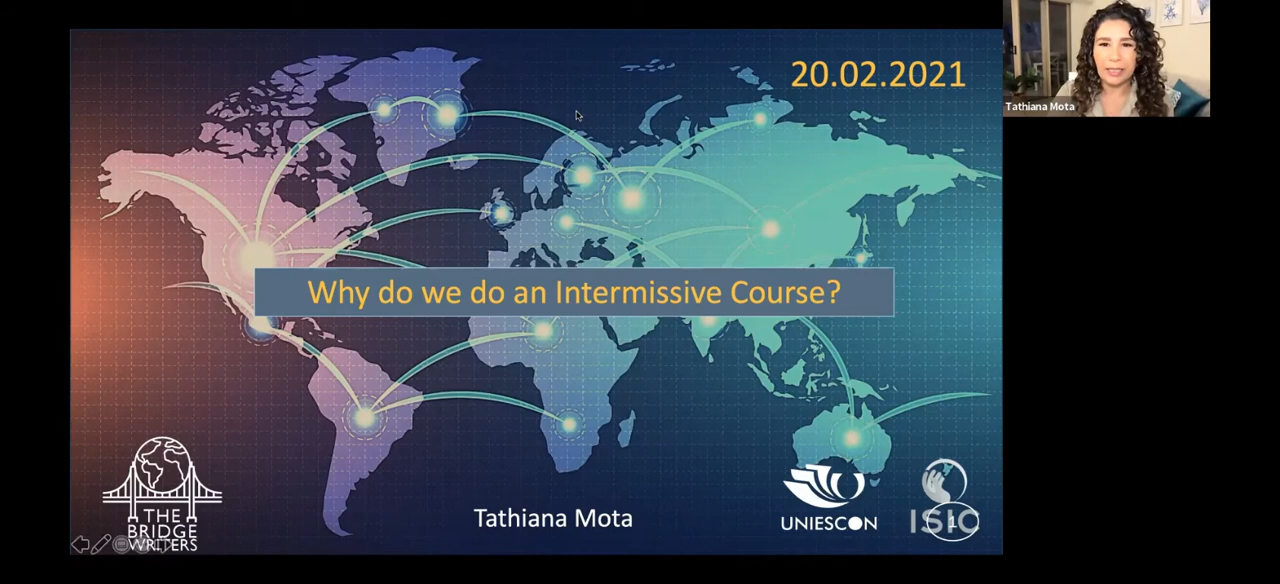 20.02.2021
Tathiana Mota
Why do we do an Intermissive Course?
THE
BRIDGE
WRITERS
Tathiana Mota
UNIESCON
ISIC
1